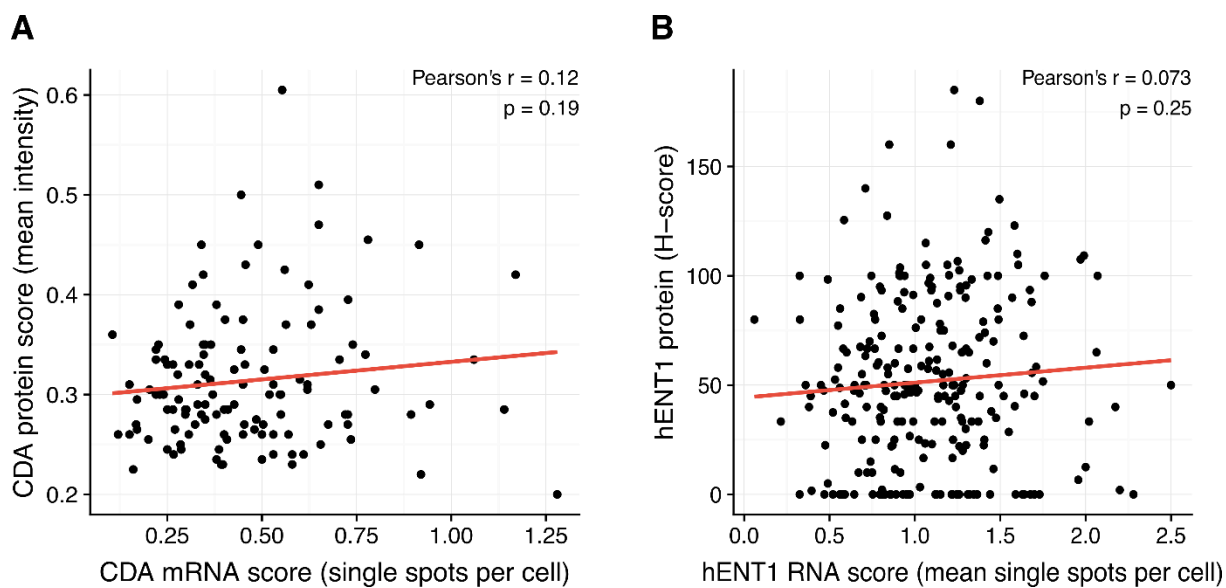 A
Pearson's r = 0.12
p = 0.19
CDA protein score (mean intensity)
0.6
0.5
0.4
0.3
0.2
0.25
0.50
0.75
1.00
1.25
CDA mRNA score (single spots per cell)
B
Pearson's r = 0.073
p = 0.25
hENT1 protein (H−score)
150
100
50
0
0.0
0.5
1.0
1.5
2.0
2.5
hENT1 RNA score (mean single spots per cell)